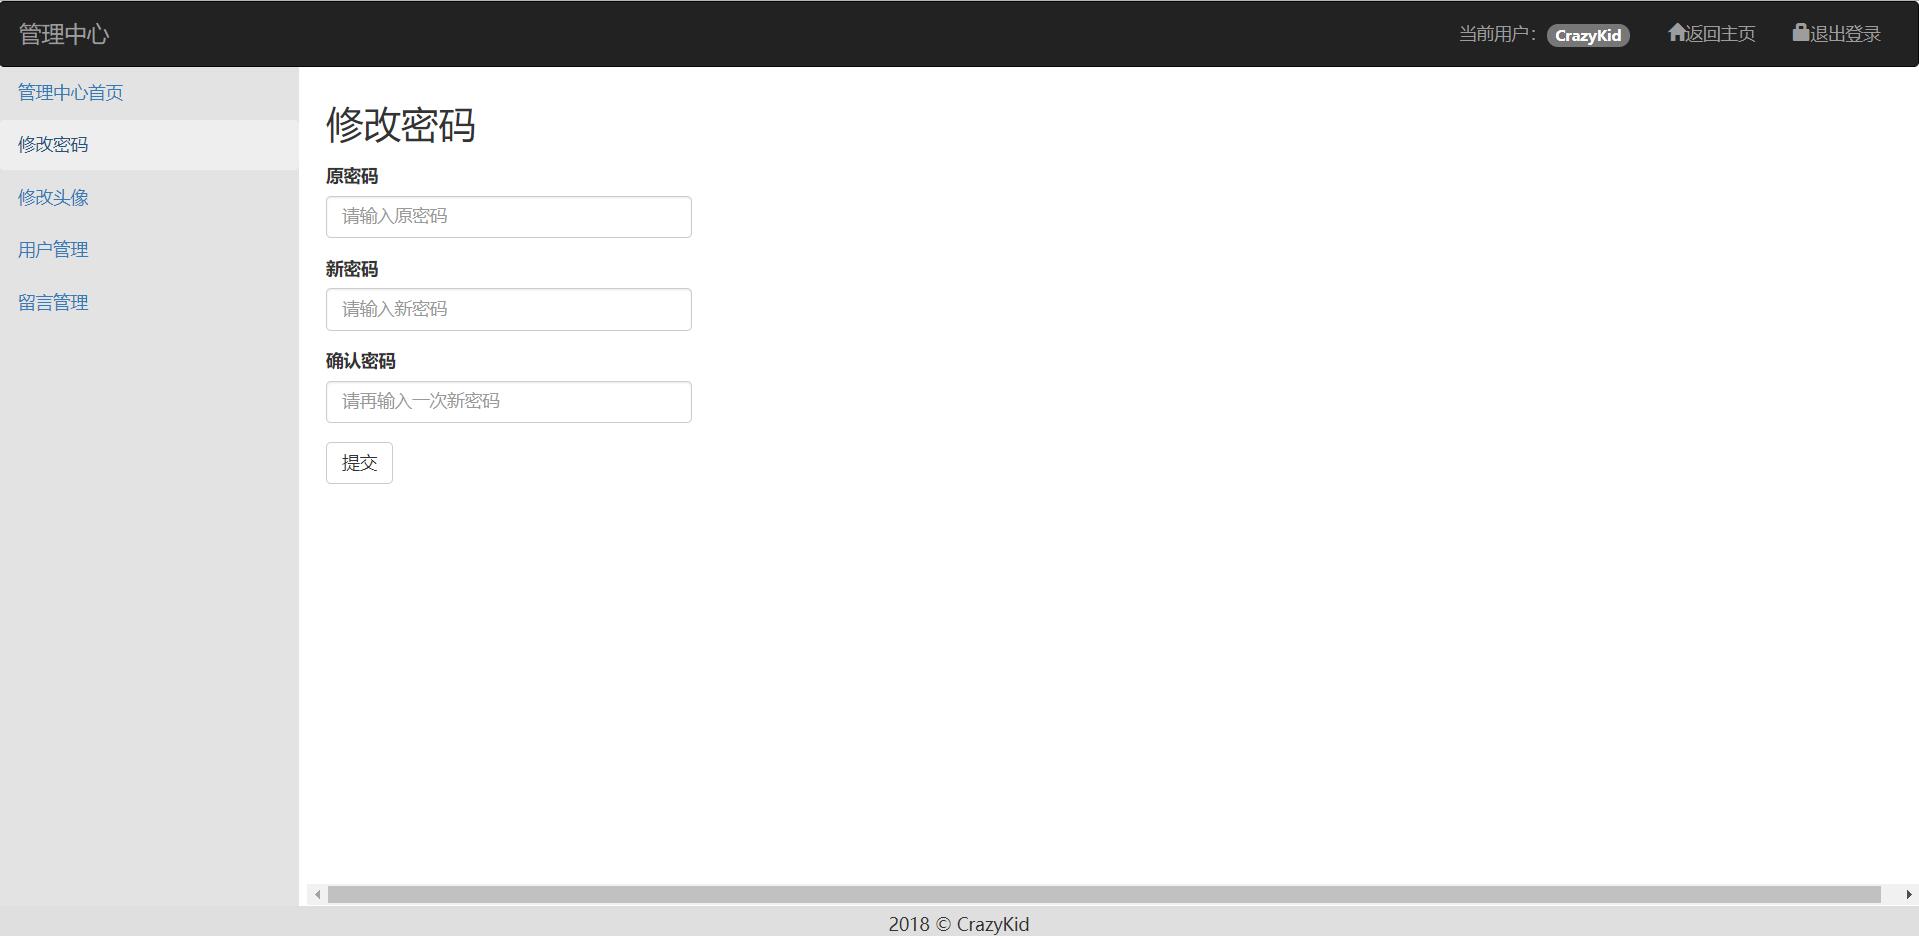 管理中心
当前用户： CrazyKid 返回主页 退出登录
管理中心首页
修改密码
修改头像
用户管理
留言管理
修改密码
原密码
请输入原密码
新密码
请输入新密码
确认密码
请再输入一次新密码
提交
2018 © CrazyKid